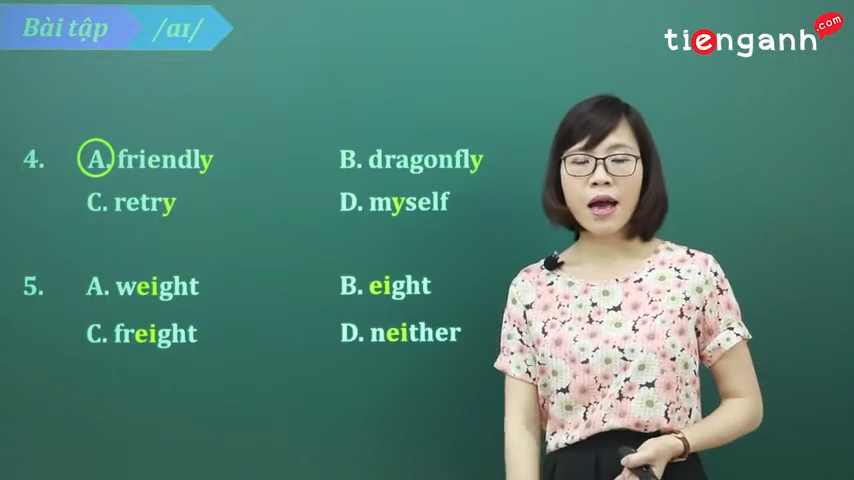 Bài tập /aɪ/
tienganh.com
4. A. friendly B. dragonfly
C. retry D. myself
5. A. weight B. eight
C. freight D. neither